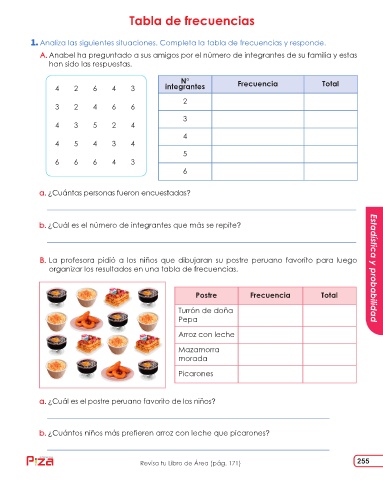 Tabla de frecuencias
1. Analiza las siguientes situaciones. Completa la tabla de frecuencias y responde.
A. Anabel ha preguntado a sus amigos por el número de integrantes de su familia y estas
han sido las respuestas.
4 2 6 4 3
3 2 4 6 6
4 3 5 2 4
4 5 4 3 4
6 6 6 4 3
N° integrantes Frecuencia Total
2
3
4
5
6
a. ¿Cuántas personas fueron encuestadas?
b. ¿Cuál es el número de integrantes que más se repite?
B. La profesora pidió a los niños que dibujaran su postre peruano favorito para luego
organizar los resultados en una tabla de frecuencias.
Postre Frecuencia Total
Turrón de doña
Pepa
Arroz con leche
Mazamorra
morada
Picarones
a. ¿Cuál es el postre peruano favorito de los niños?
b. ¿Cuántos niños más prefieren arroz con leche que picarones?
Estadística y probabilidad
Revisa tu Libro de Área (pág. 171)
255